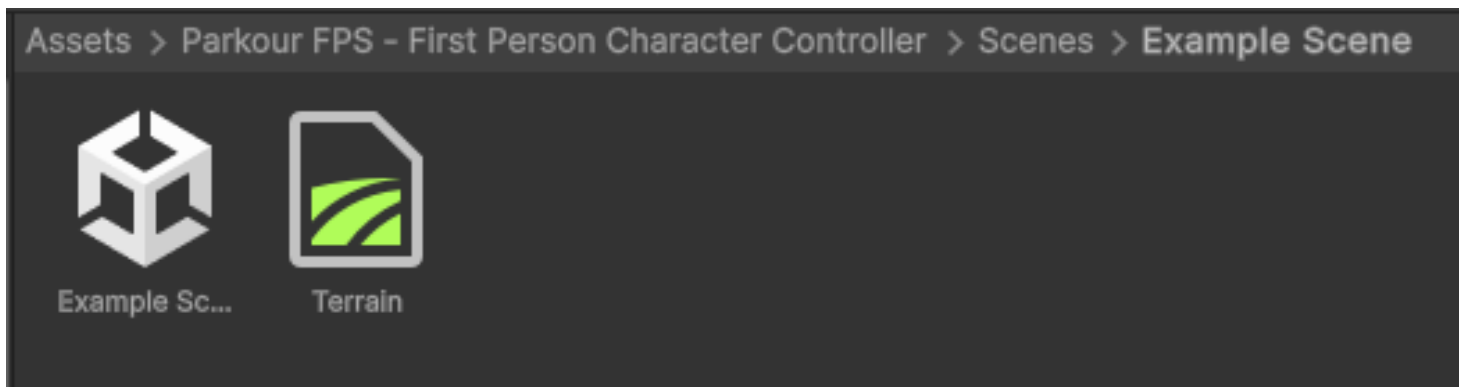 Assets > Parkour FPS - First Person Character Controller > Scenes > Example Scene
Example Sc...
Terrain